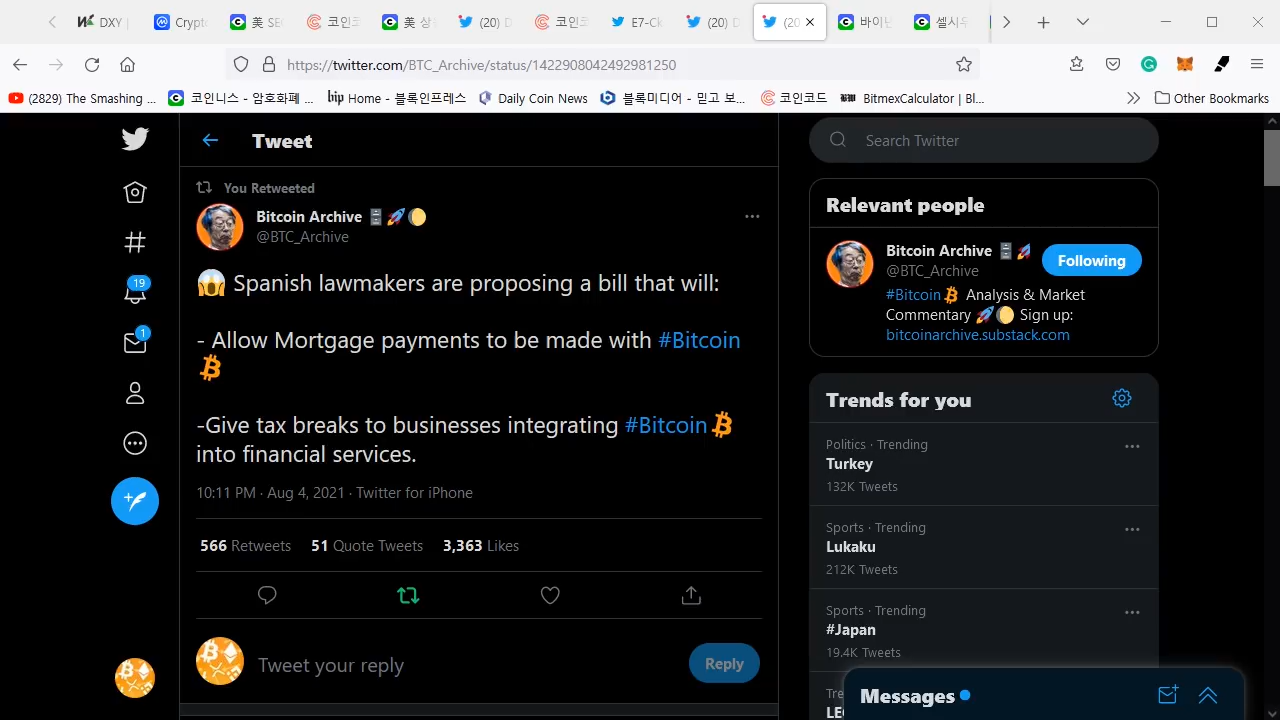 DXY
Crypto
美 SE
코인코
美 상
(20) D
코인코
E7-Ck
(20) D
(20
바이낸
셀시우
https://twitter.com/BTC_Archive/status/1422908042492981250
(2829) The Smashing ...
코인니스 - 암호화폐 ...
bip Home - 블록인프레스
Daily Coin News
블록미디어 - 믿고 보...
코인코드
BitmexCalculator | Bl...
Other Bookmarks
Tweet
You Retweeted
Bitcoin Archive 🗄️🚀🌔
@BTC_Archive
😱 Spanish lawmakers are proposing a bill that will:
- Allow Mortgage payments to be made with #Bitcoin
-Give tax breaks to businesses integrating #Bitcoin
into financial services.
10:11 PM · Aug 4, 2021 · Twitter for iPhone
566 Retweets 51 Quote Tweets 3,363 Likes
Tweet your reply
Reply
19
1
Search Twitter
Relevant people
Bitcoin Archive 🗄️🚀
@BTC_Archive
Following
#Bitcoin Analysis & Market
Commentary 🚀🌔 Sign up:
bitcoinarchive.substack.com
Trends for you
Politics · Trending
Turkey
132K Tweets
Sports · Trending
Lukaku
212K Tweets
Sports · Trending
#Japan
19.4K Tweets
Tre
LE
Messages